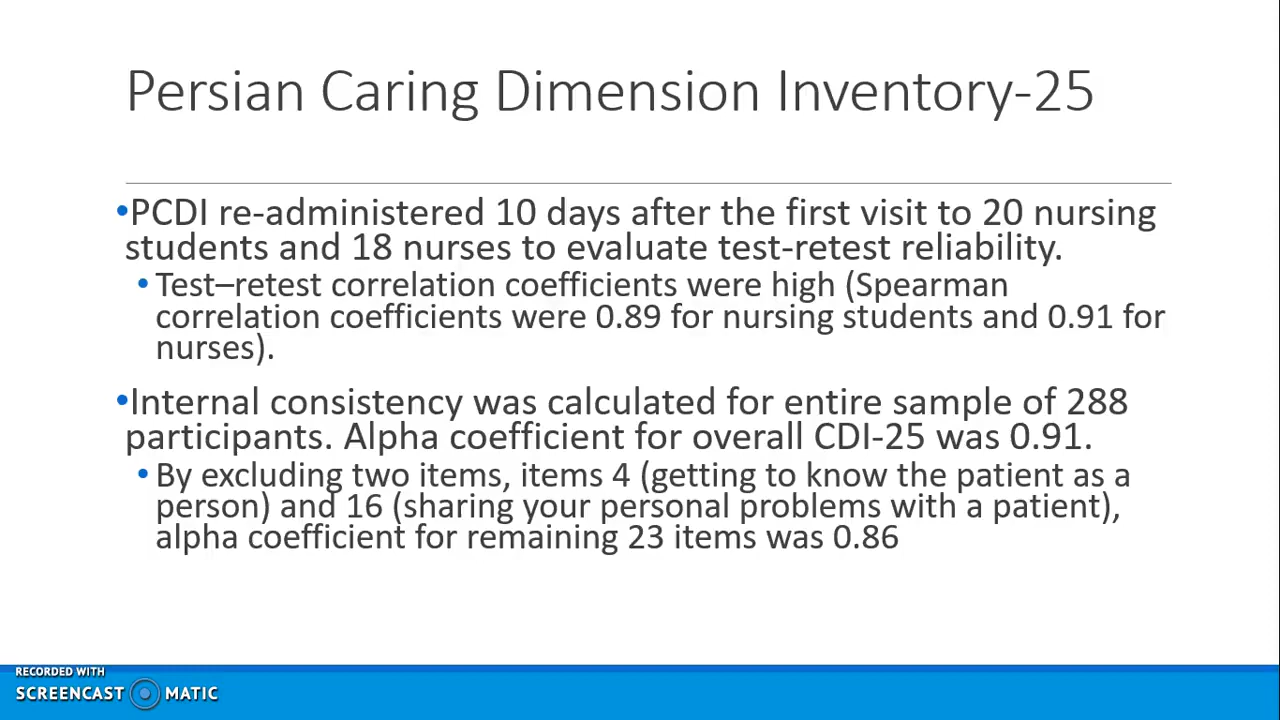 Persian Caring Dimension Inventory-25
•PCDI re-administered 10 days after the first visit to 20 nursing
students and 18 nurses to evaluate test-retest reliability.
• Test–retest correlation coefficients were high (Spearman
correlation coefficients were 0.89 for nursing students and 0.91 for
nurses).
•Internal consistency was calculated for entire sample of 288
participants. Alpha coefficient for overall CDI-25 was 0.91.
• By excluding two items, items 4 (getting to know the patient as a
person) and 16 (sharing your personal problems with a patient),
alpha coefficient for remaining 23 items was 0.86
RECORDED WITH
SCREENCAST MATIC